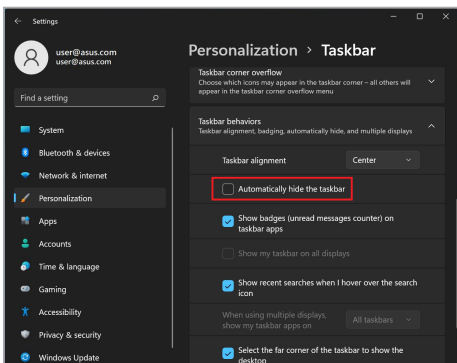 Settings
user@asus.com
user@asus.com
Find a setting
System
Bluetooth & devices
Network & internet
Personalization
Apps
Accounts
Time & language
Gaming
Accessibility
Privacy & security
Windows Update
Personalization > Taskbar
Taskbar corner overflow
Choose which icons may appear in the taskbar corner – all others will
appear in the taskbar corner overflow menu
Taskbar behaviors
Taskbar alignment, badging, automatically hide, and multiple displays
Taskbar alignment
Center
Automatically hide the taskbar
Show badges (unread messages counter) on
taskbar apps
Show my taskbar on all displays
Show recent searches when I hover over the search
icon
When using multiple displays,
show my taskbar apps on
All taskbars
Select the far corner of the taskbar to show the
desktop